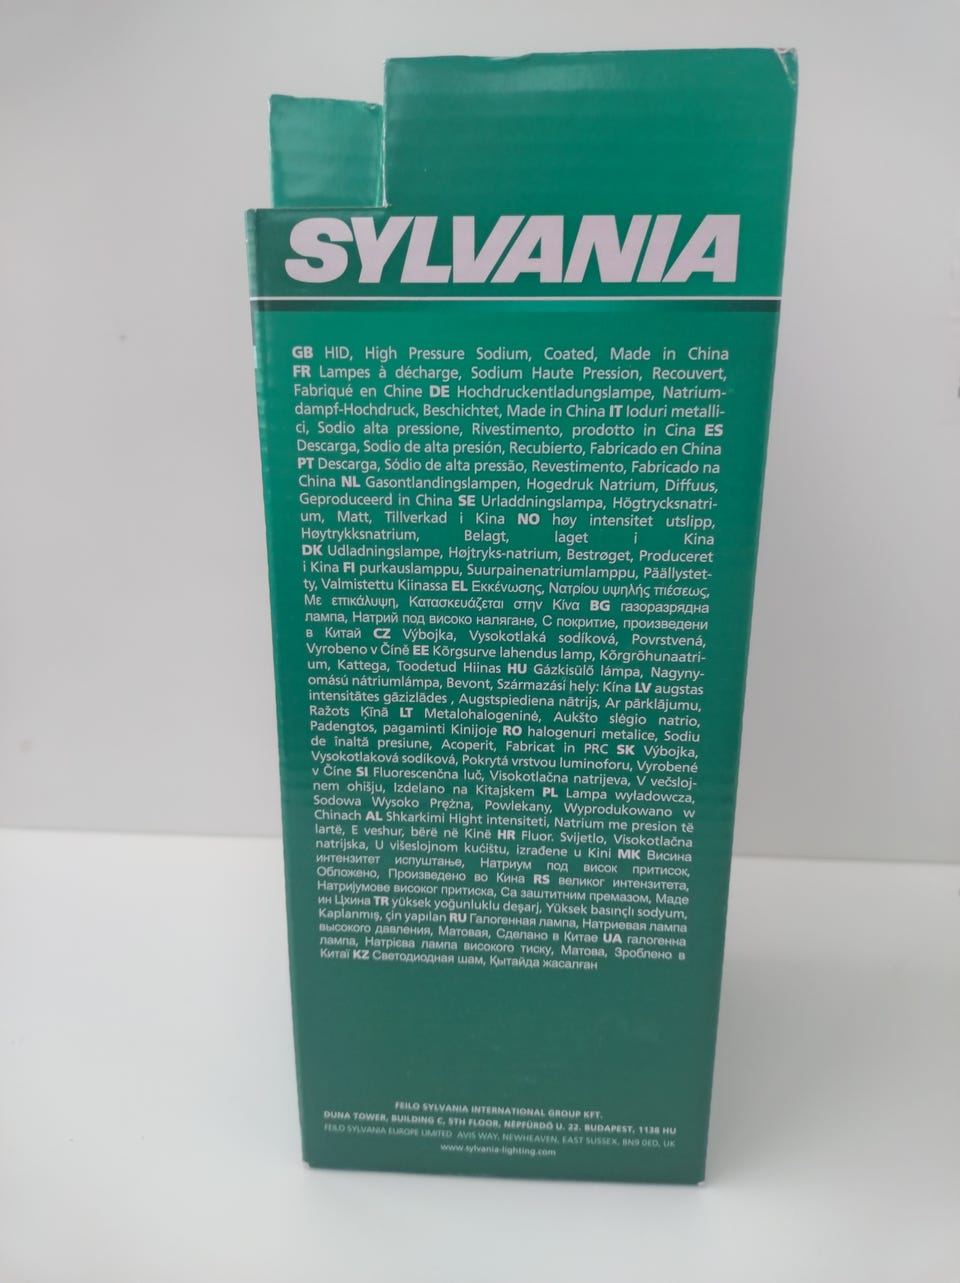 SYLVANIA
GB HID, High Pressure Sodium, Coated, Made in China
FR Lampes à décharge, Sodium Haute Pression, Recouvert,
Fabriqué en Chine DE Hochdruckentladungslampe, Natrium-
dampf-Hochdruck, Beschichtet, Made in China IT Ioduri metalli-
ci, Sodio alta pressione, Rivestimento, prodotto in Cina ES
Descarga, Sodio de alta presión, Recubierto, Fabricado en China
PT Descarga, Sódio de alta pressão, Revestimento, Fabricado na
China NL Gasontlandingslampen, Hogedruk Natrium, Diffuus,
Geproduceerd in China SE Urladdningslampa, Högtrycksnatri-
um, Matt, Tillverkad i Kina NO høy intensitet utslipp,
Høytrykksnatrium, Belagt, laget i Kina
DK Udladningslampe, Højtryks-natrium, Bestrøget, Produceret
i Kina FI purkauslamppu, Suurpainenatriumlamppu, Päällystet-
ty, Valmistettu Kiinassa EL Εκκένωσης, Νατρίου υψηλής πιέσεως,
Με επικάλυψη, Κατασκευάζεται στην Κίνα BG газоразрядна
лампа, Натрий под високо налягане, С покритие, произведени
в Китай CZ Výbojka, Vysokotlaká sodíková, Povrstvená,
Vyrobeno v Číně EE Kõrgsurve lahendus lamp, Kõrgrõhunaatri-
um, Kattega, Toodetud Hiinas HU Gázkisülő lámpa, Nagyny-
omású nátriumlámpa, Bevont, Származási hely: Kína LV augstas
intensitātes gāzizlādes , Augstspiediena nātrijs, Ar pārklājumu,
Ražots Ķīnā LT Metalohalogeninė, Aukšto slėgio natrio,
Padengtos, pagaminti Kinijoje RO halogenuri metalice, Sodiu
de înaltă presiune, Acoperit, Fabricat in PRC SK Výbojka,
Vysokotlaková sodíková, Pokrytá vrstvou luminoforu, Vyrobené
v Číne SI Fluorescenčna luč, Visokotlačna natrijeva, V večsloj-
nem ohišju, Izdelano na Kitajskem PL Lampa wyładowcza,
Sodowa Wysoko Prężna, Powlekany, Wyprodukowano w
Chinach AL Shkarkimi Hight intensiteti, Natrium me presion të
lartë, E veshur, bërë në Kinë HR Fluor. Svijetlo, Visokotlačna
natrijska, U višeslojnom kućištu, izrađene u Kini MK Висина
интензитет испуштање, Натриум под висок притисок,
Обложено, Произведено во Кина RS великог интензитета,
Натријумове високог притиска, Са заштитним премазом, Маде
ин Цхина TR yüksek yoğunluklu deşarj, Yüksek basınçlı sodyum,
Kaplanmış, çin yapılan RU Галогенная лампа, Натриевая лампа
высокого давления, Матовая, Сделано в Китае UA галогенна
лампа, Натрієва лампа високого тиску, Матова, Зроблено в
Китаї KZ Светодиодная шам, Қытайда жасалған
FEILO SYLVANIA INTERNATIONAL GROUP KFT.
DUNA TOWER, BUILDING C, 5TH FLOOR, NÉPFÜRDŐ U. 22. BUDAPEST, 1138 HU
FEILO SYLVANIA EUROPE LIMITED AVIS WAY, NEWHEAVEN, EAST SUSSEX, BN9 0ED, UK
www.sylvania-lighting.com